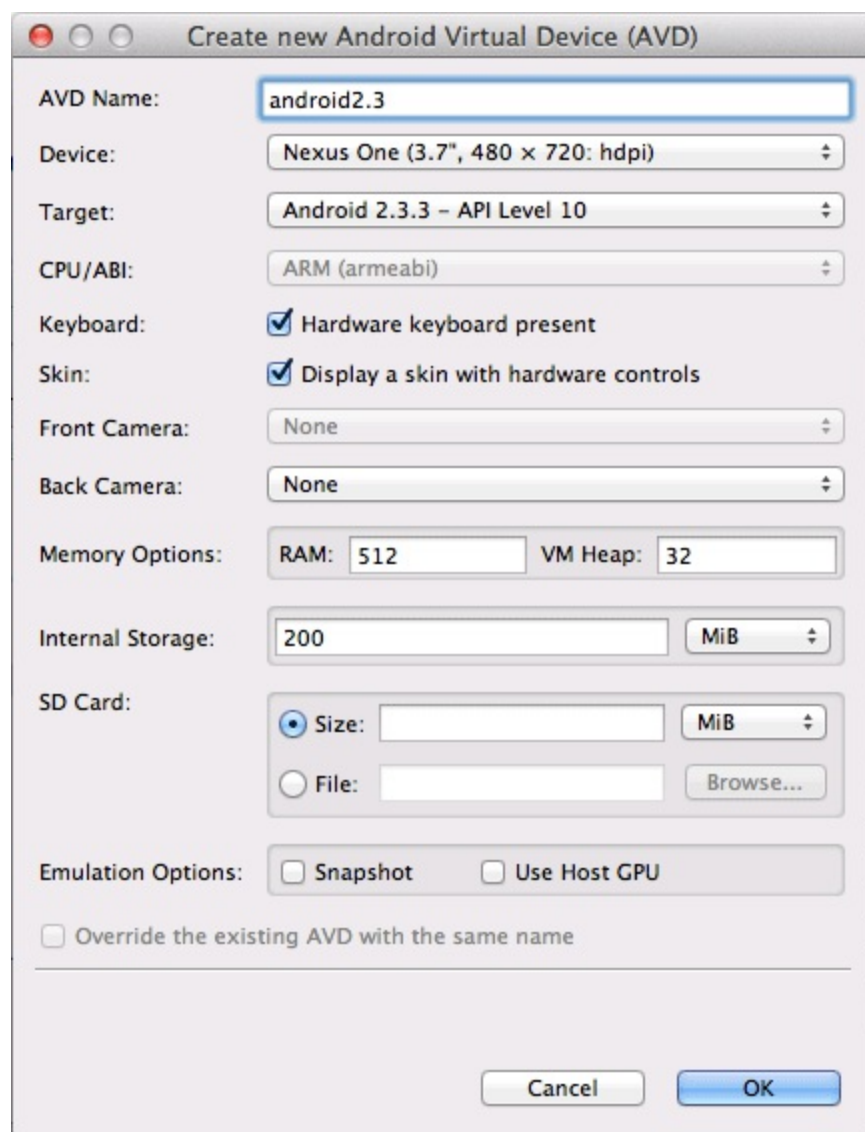 Create new Android Virtual Device (AVD)
AVD Name: android2.3
Device: Nexus One (3.7", 480 × 720: hdpi)
Target: Android 2.3.3 – API Level 10
CPU/ABI: ARM (armeabi)
Keyboard: Hardware keyboard present
Skin: Display a skin with hardware controls
Front Camera: None
Back Camera: None
Memory Options: RAM: 512 VM Heap: 32
Internal Storage: 200 MiB
SD Card:
Size: MiB
File: Browse...
Emulation Options: Snapshot Use Host GPU
Override the existing AVD with the same name
Cancel OK